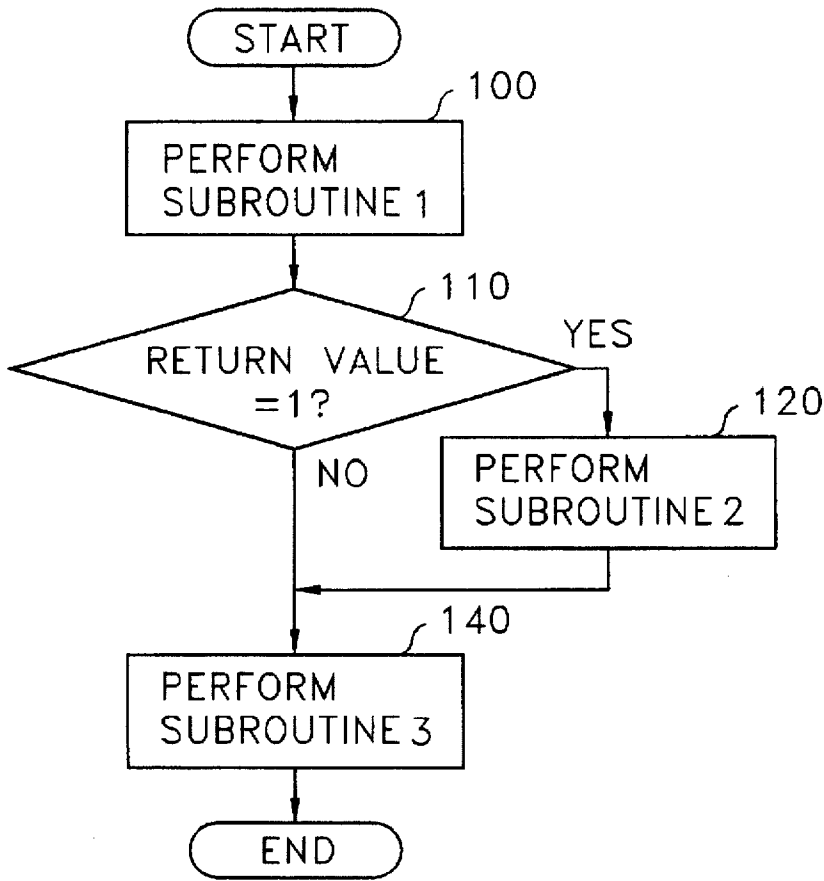 START
100
PERFORM
SUBROUTINE 1
110
RETURN VALUE
=1?
YES
NO
120
PERFORM
SUBROUTINE 2
140
PERFORM
SUBROUTINE 3
END